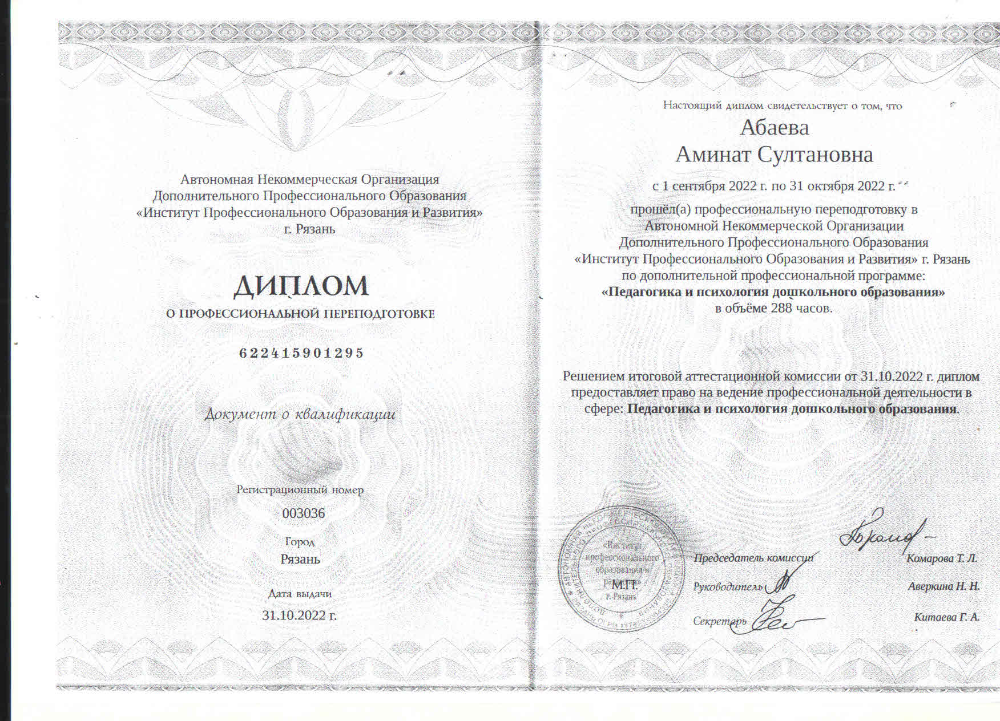 Автономная Некоммерческая Организация
Дополнительного Профессионального Образования
«Институт Профессионального Образования и Развития»
г. Рязань
ДИПЛОМ
О ПРОФЕССИОНАЛЬНОЙ ПЕРЕПОДГОТОВКЕ
622415901295
Документ о квалификации
Регистрационный номер
003036
Город
Рязань
Дата выдачи
31.10.2022 г.
Настоящий диплом свидетельствует о том, что
Абаева
Аминат Султановна
с 1 сентября 2022 г. по 31 октября 2022 г.
прошёл(а) профессиональную переподготовку в
Автономной Некоммерческой Организации
Дополнительного Профессионального Образования
«Институт Профессионального Образования и Развития» г. Рязань
по дополнительной профессиональной программе:
«Педагогика и психология дошкольного образования»
в объёме 288 часов.
Решением итоговой аттестационной комиссии от 31.10.2022 г. диплом
предоставляет право на ведение профессиональной деятельности в
сфере: Педагогика и психология дошкольного образования.
«Институт
профессионального
образования и
развития»
М.П.
г. Рязань
Председатель комиссии Комарова Т. Л.
Руководитель Аверкина Н. Н.
Секретарь Китаева Г. А.